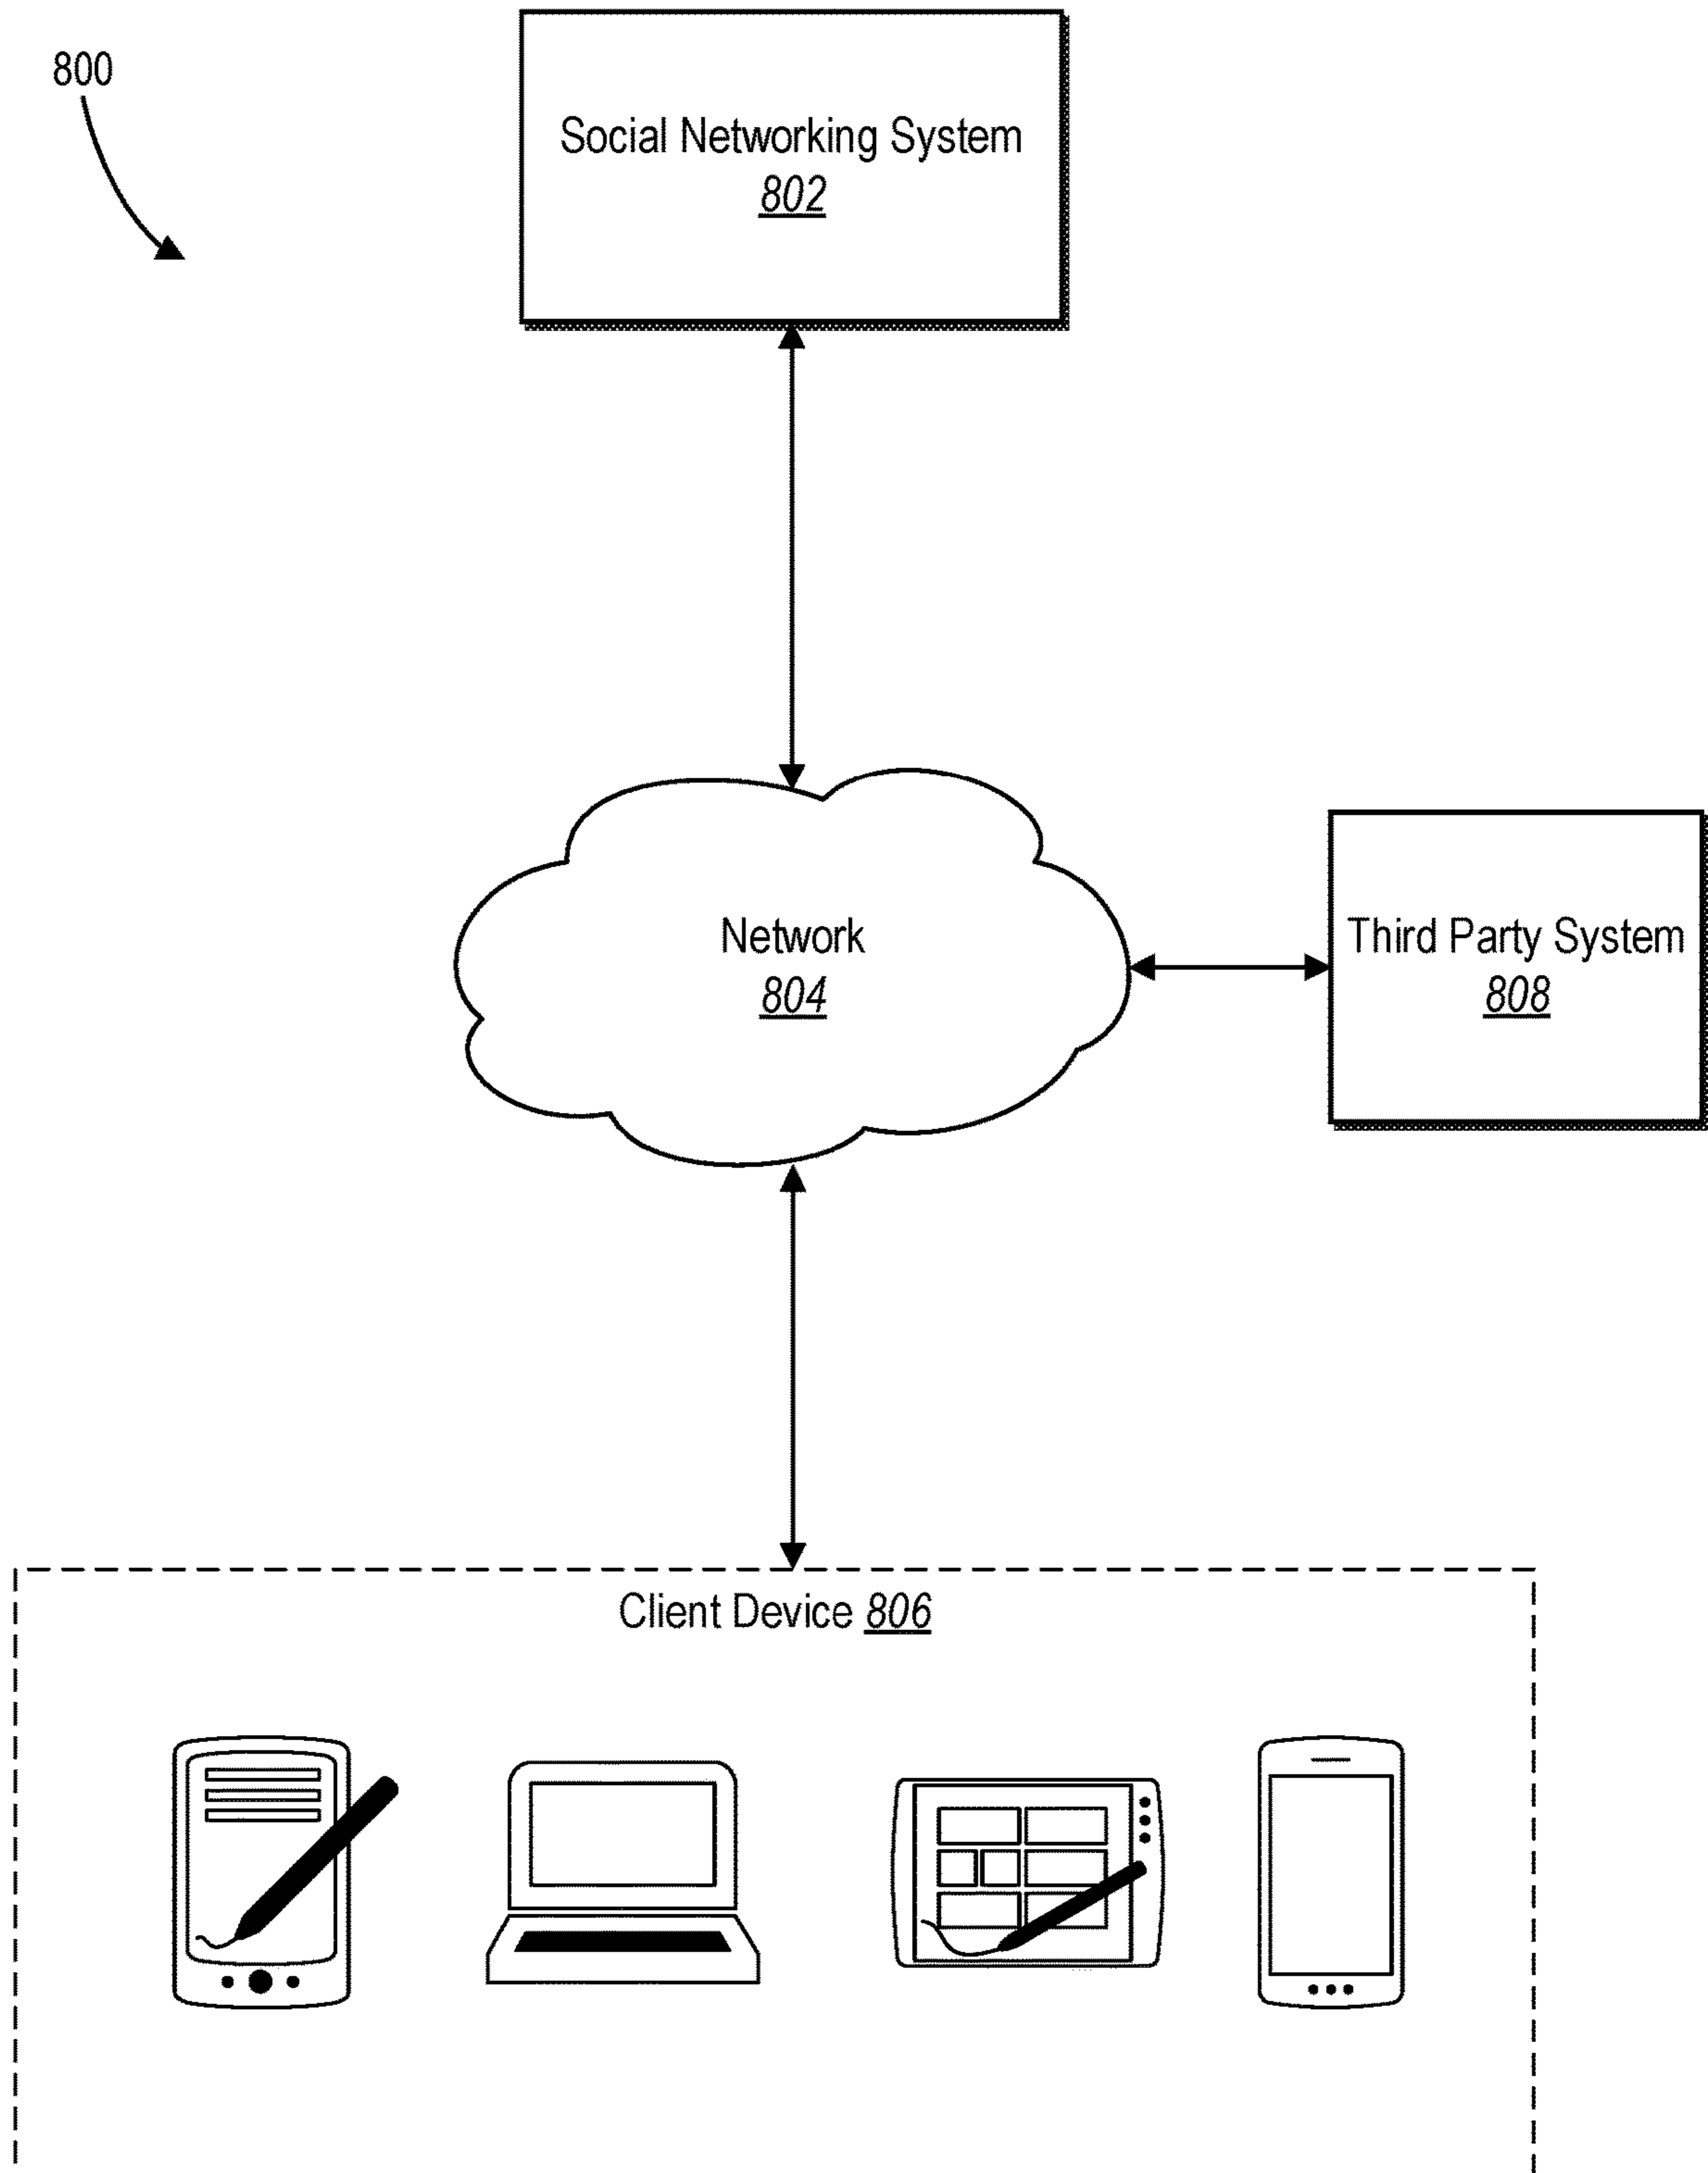 800
Social Networking System
802
Network
804
Third Party System
808
Client Device 806